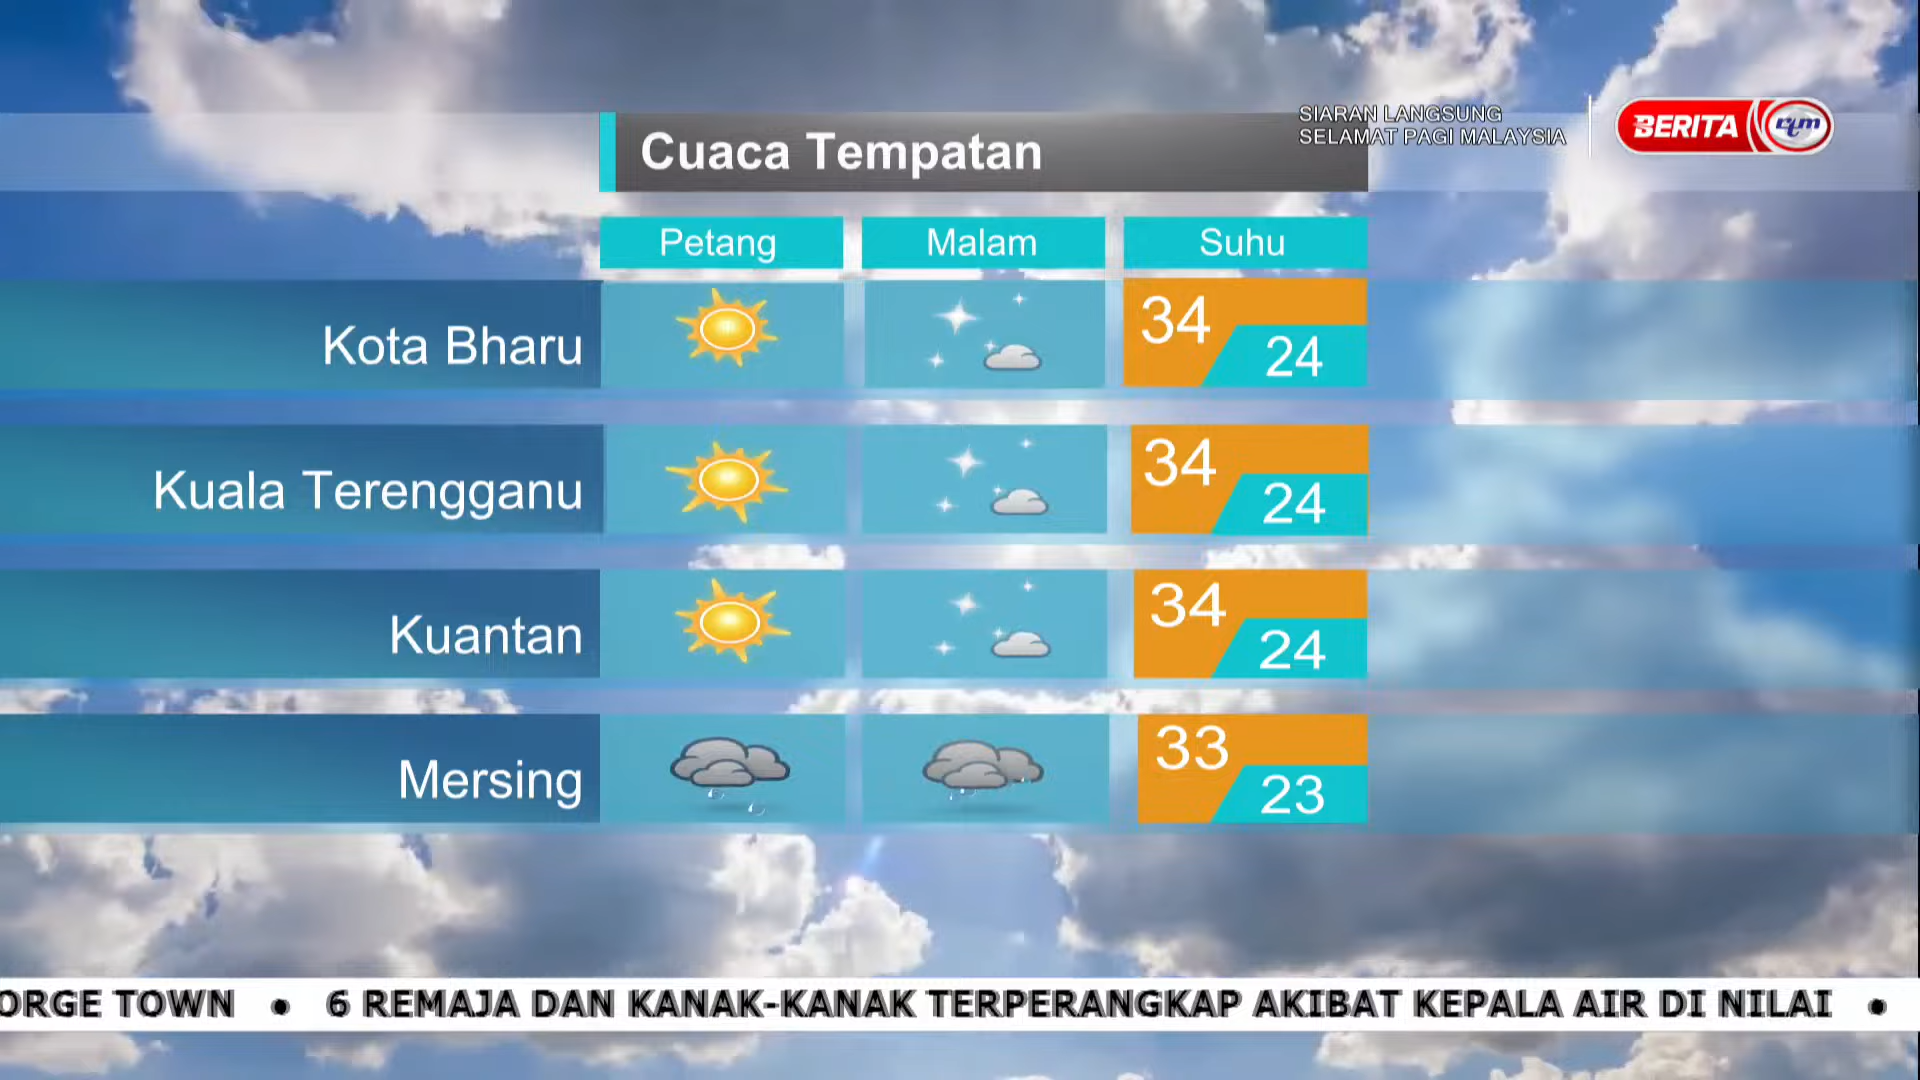 SIARAN LANGSUNG
SELAMAT PAGI MALAYSIA
BERITA rtm
Cuaca Tempatan
Petang Malam Suhu
Kota Bharu 34 24
Kuala Terengganu 34 24
Kuantan 34 24
Mersing 33 23
ORGE TOWN • 6 REMAJA DAN KANAK-KANAK TERPERANGKAP AKIBAT KEPALA AIR DI NILAI •